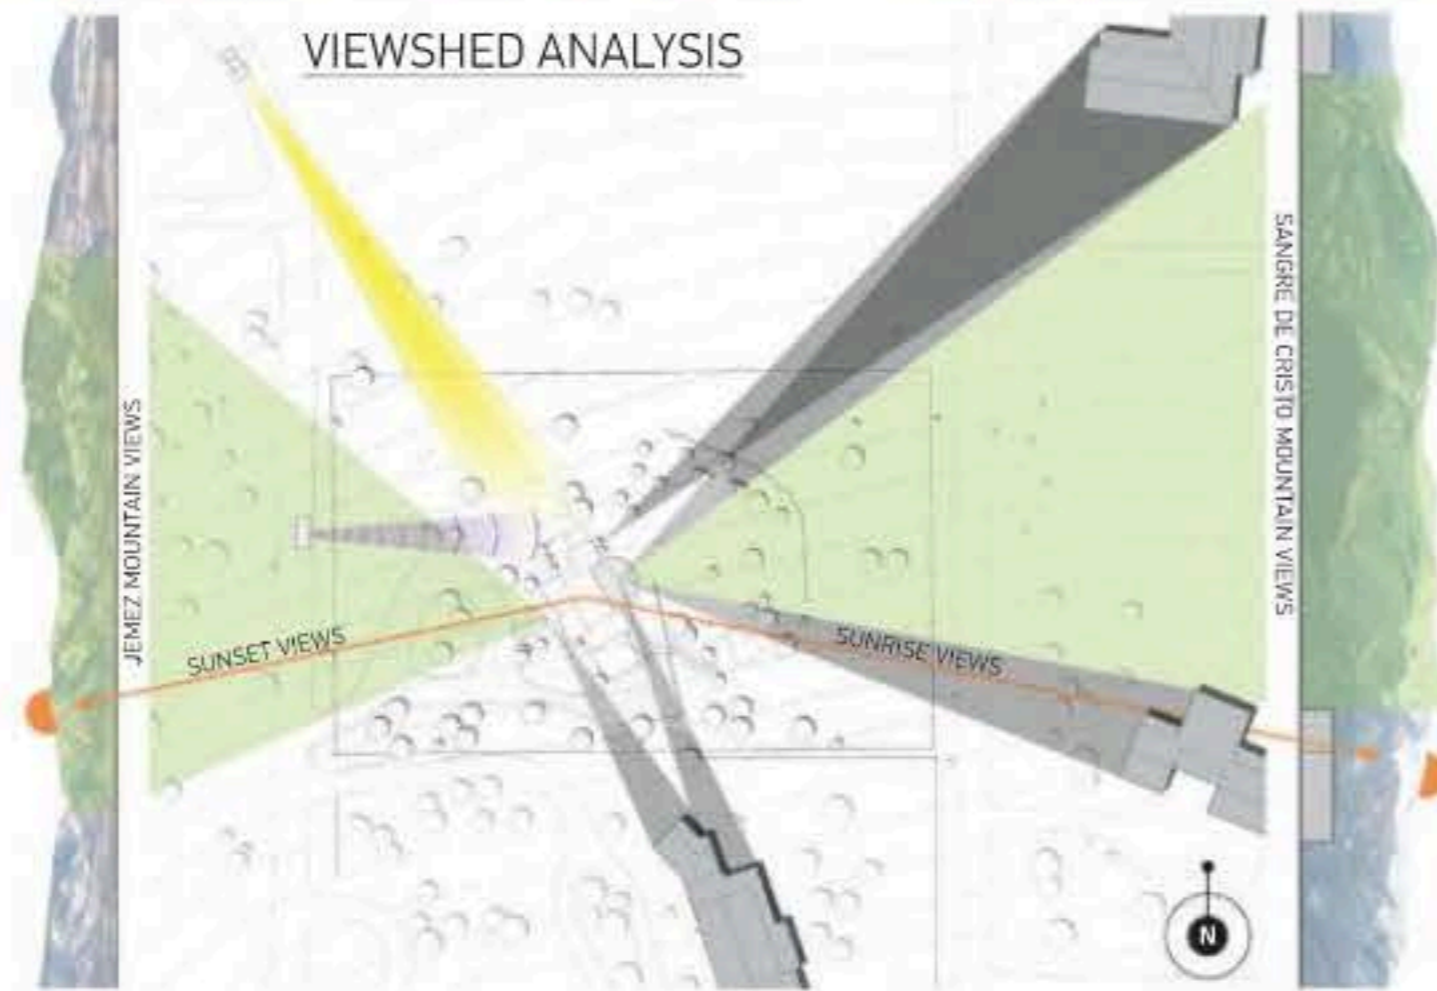 VIEWSHED ANALYSIS
JEMEZ MOUNTAIN VIEWS
SUNSET VIEWS
SUNRISE VIEWS
SANGRE DE CRISTO MOUNTAIN VIEWS
N